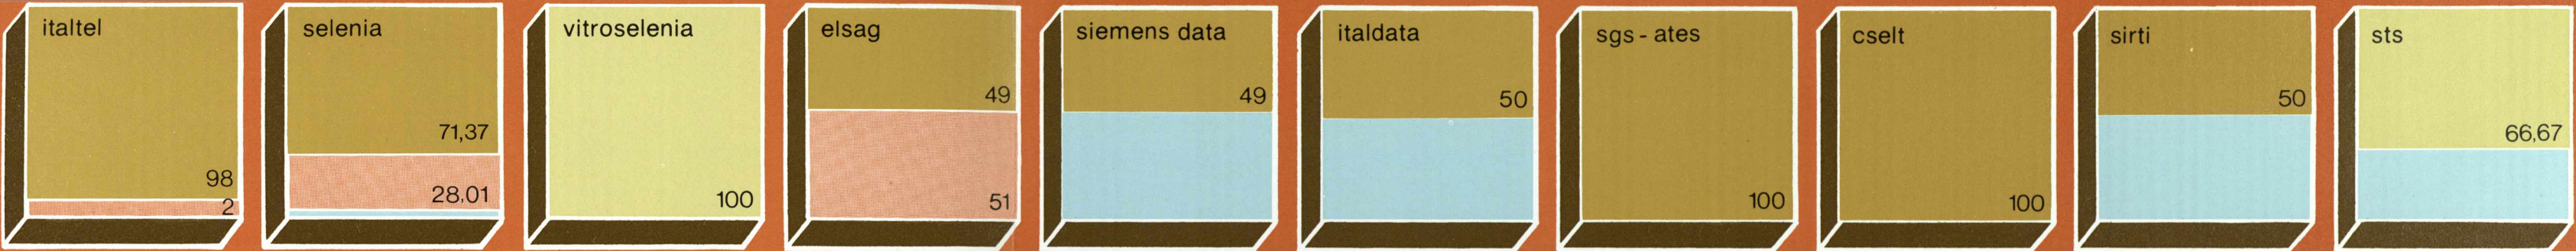 italtel
98
2
selenia
71,37
28,01
vitroselenia
100
elsag
49
51
siemens data
49
italdata
50
sgs - ates
100
cselt
100
sirti
50
sts
66,67